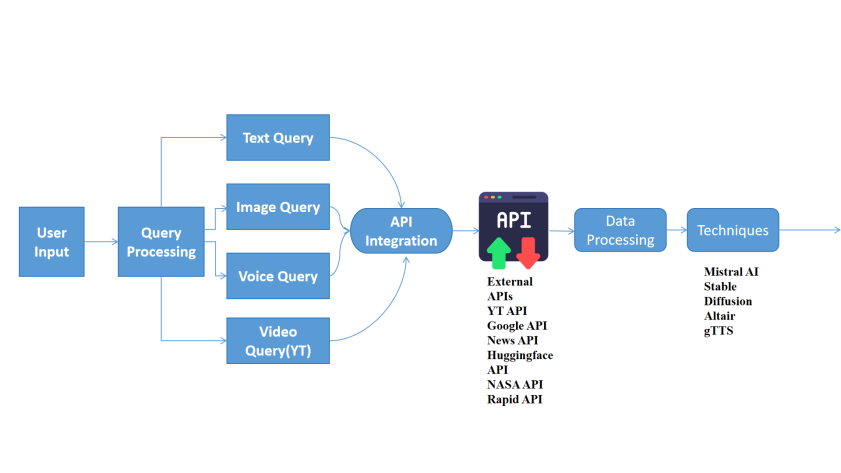 Text Query
Image Query
User
Input
Query
Processing
Voice Query
Video
Query(YT)
API
Integration
API
External
APIs
YT API
Google API
News API
Huggingface
API
NASA API
Rapid API
Data
Processing
Techniques
Mistral AI
Stable
Diffusion
Altair
gTTS